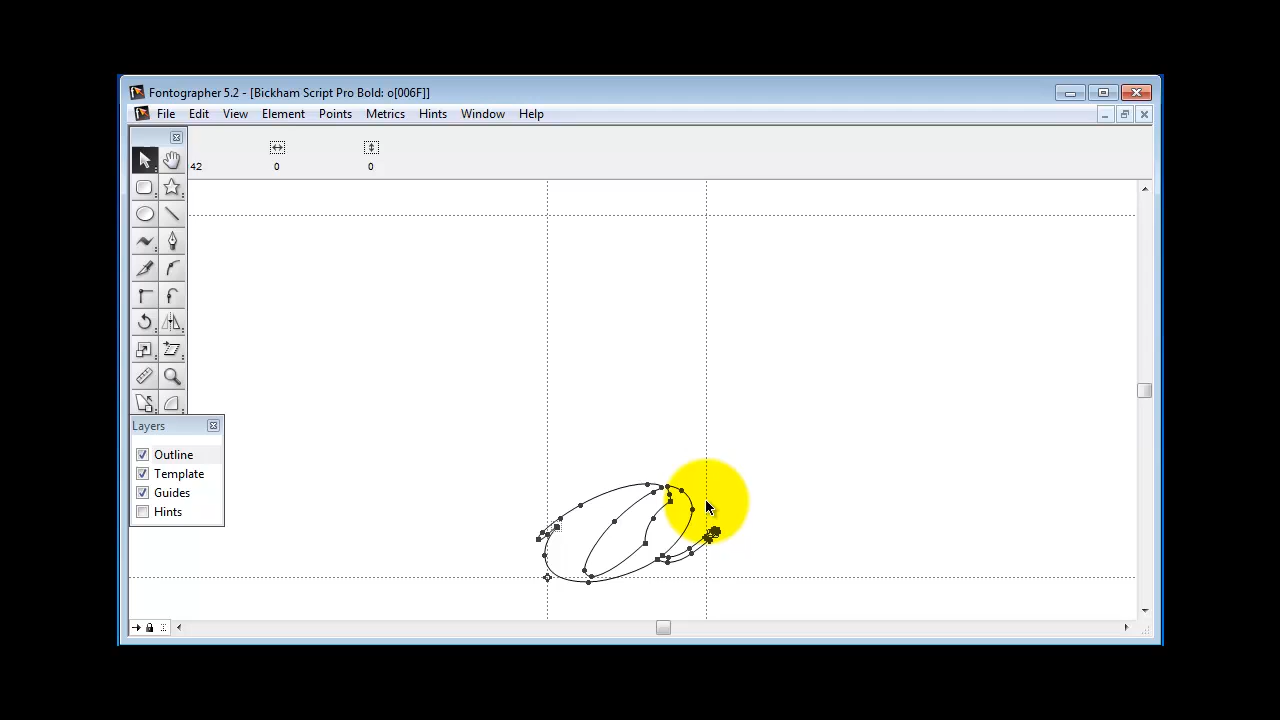 Fontographer 5.2 - [Bickham Script Pro Bold: o[006F]]
File Edit View Element Points Metrics Hints Window Help
42 0 0
Layers
Outline
Template
Guides
Hints